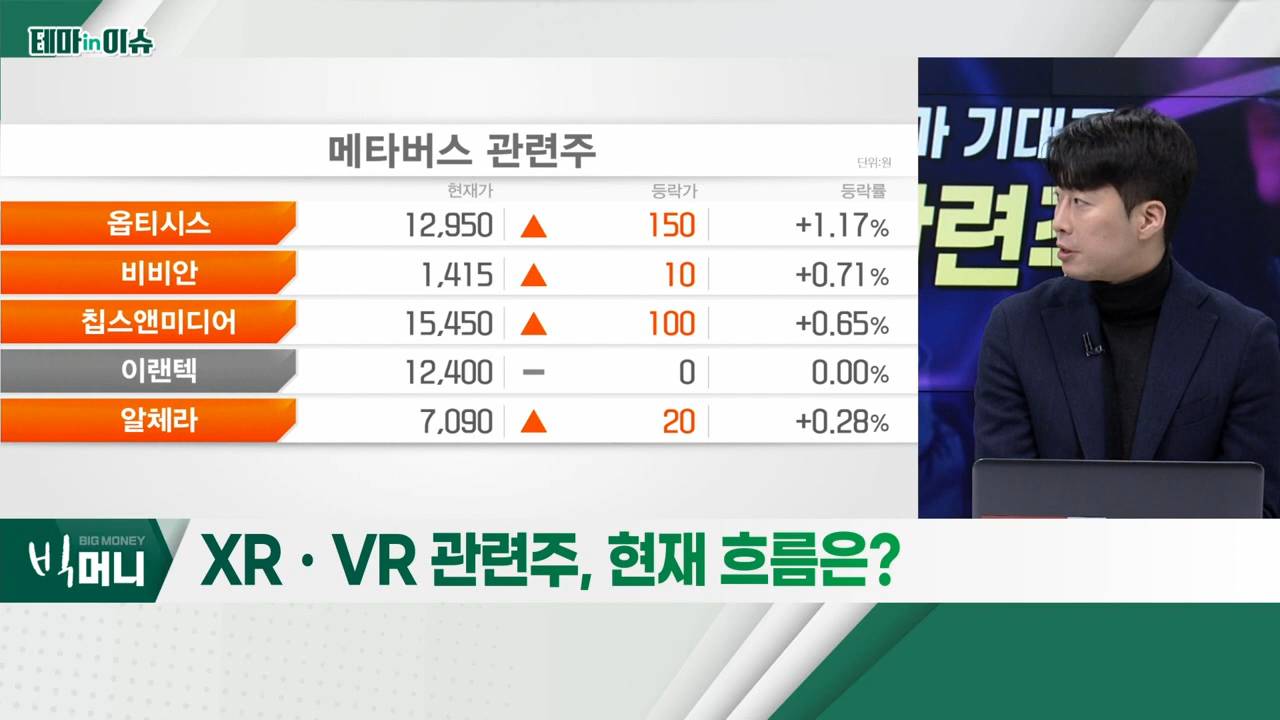 테마in이슈
메타버스 관련주
단위:원
현재가 등락가 등락률
옵티시스 12,950 ▲ 150 +1.17%
비비안 1,415 ▲ 10 +0.71%
칩스앤미디어 15,450 ▲ 100 +0.65%
이랜텍 12,400 - 0 0.00%
알체라 7,090 ▲ 20 +0.28%
기대
련
BIG MONEY
빅머니
XR·VR 관련주, 현재 흐름은?